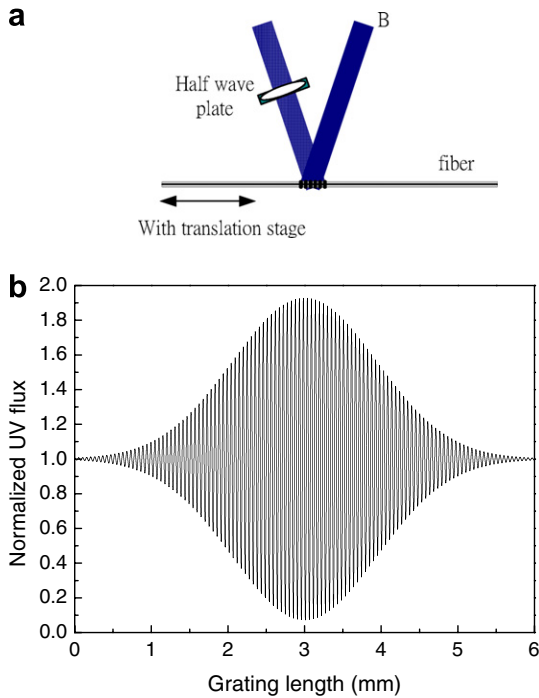 a
B
Half wave
plate
fiber
With translation stage
b
Normalized UV flux
2.0
1.8
1.6
1.4
1.2
1.0
0.8
0.6
0.4
0.2
0.0
0 1 2 3 4 5 6
Grating length (mm)